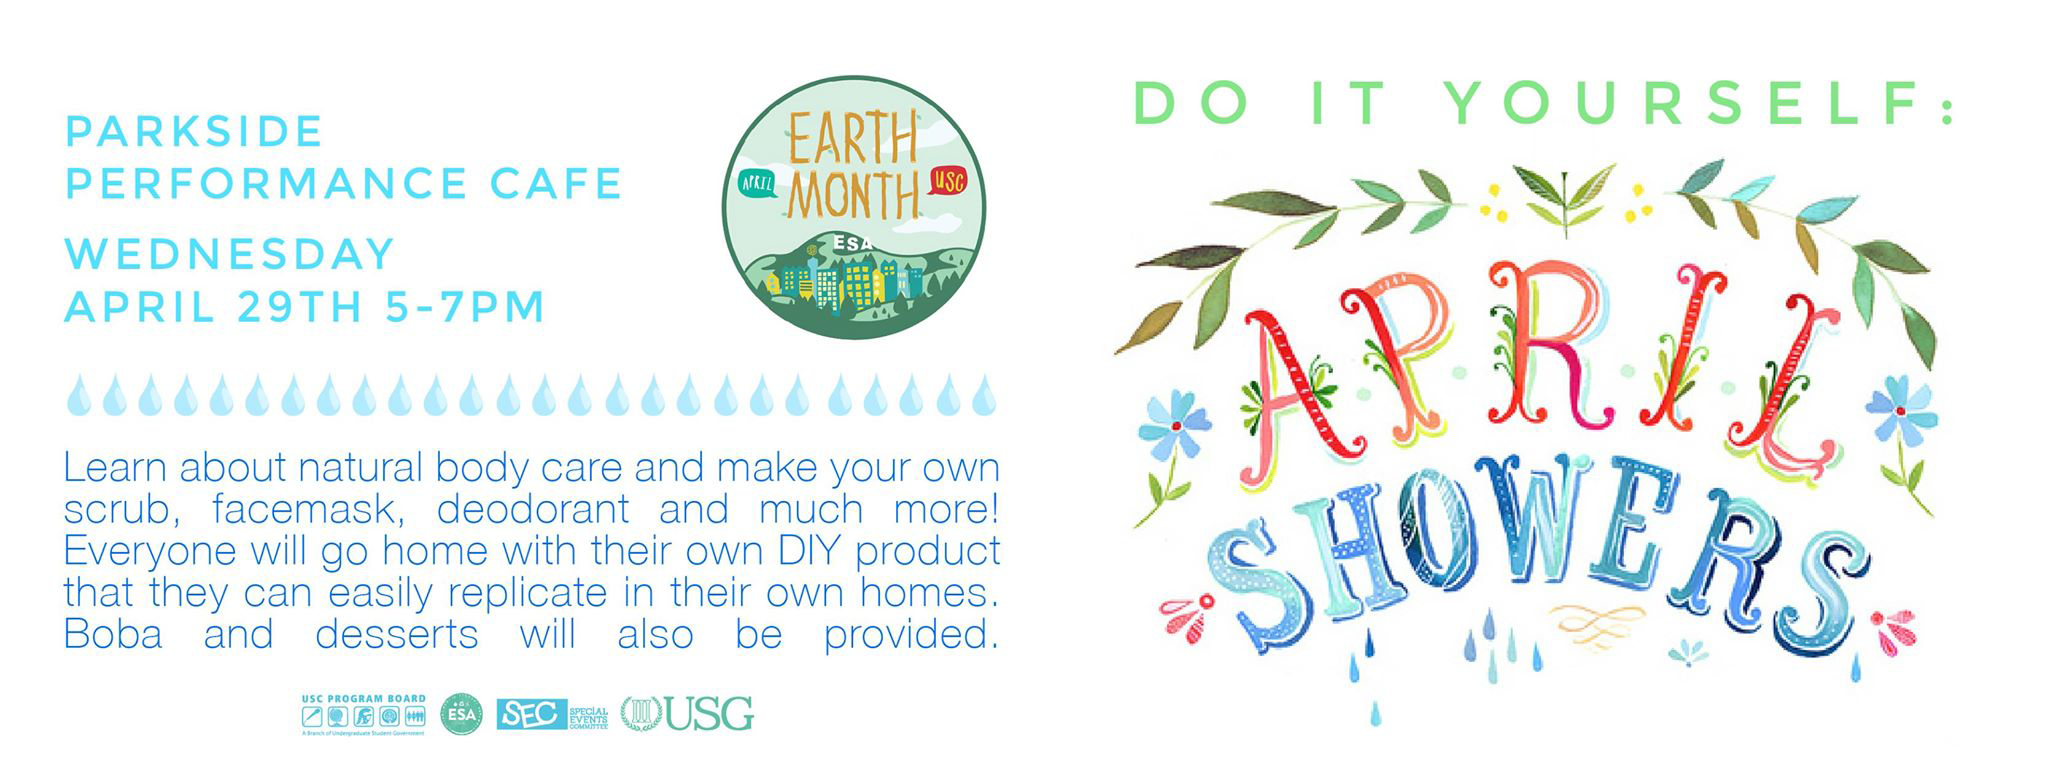 PARKSIDE
PERFORMANCE CAFE
WEDNESDAY
APRIL 29TH 5-7PM
EARTH
MONTH
APRIL
USC
ESA
Learn about natural body care and make your own
scrub, facemask, deodorant and much more!
Everyone will go home with their own DIY product
that they can easily replicate in their own homes.
Boba and desserts will also be provided.
USC PROGRAM BOARD
A Branch of Undergraduate Student Government
ESA
SEC
SPECIAL
EVENTS
COMMITTEE
USG
DO IT YOURSELF:
APRIL
SHOWERS